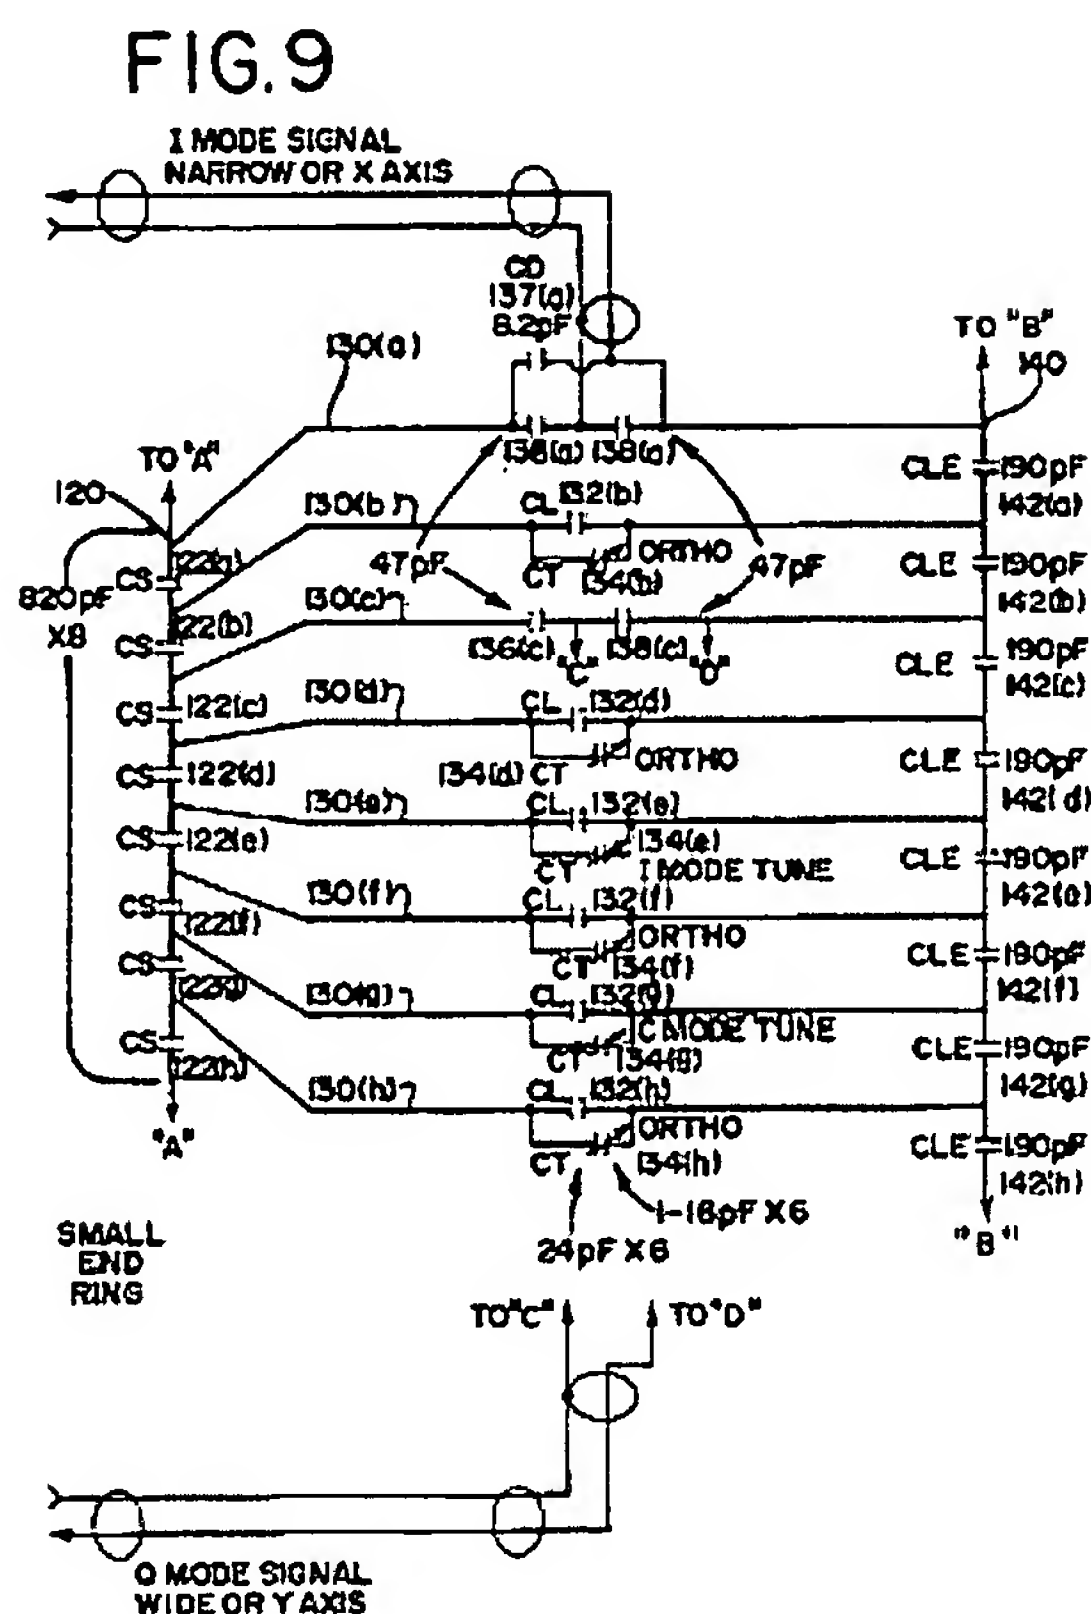 FIG. 9
I MODE SIGNAL
NARROW OR X AXIS
CD
137(a)
8.2pF
130(a)
TO "B"
140
TO "A"
138(a) 138(a)
CLE 190pF
142(a)
120
130(b)
CL 132(b)
122(a)
CS
47pF
CT
ORTHO
134(b)
47pF
CLE 190pF
142(b)
820pF
X8
130(c)
122(b)
CS
136(c) "C" 138(c) "D"
CLE 190pF
142(c)
130(d)
CL 132(d)
CS 122(c)
134(d) CT ORTHO
CLE 190pF
142(d)
CS 122(d)
130(e)
CL 132(e)
134(e)
CT I MODE TUNE
CS 122(e)
CLE 190pF
142(e)
130(f)
CL 132(f)
CS
122(f)
ORTHO
CT 134(f)
CLE 190pF
142(f)
CS
122(g)
130(g)
CL 132(g)
MODE TUNE
CT 134(g)
CLE 190pF
142(g)
CS
122(h)
130(h)
CL 132(h)
ORTHO
CT 134(h)
CLE 190pF
142(h)
"A"
1-16pF X6
24pF X6
"B"
SMALL
END
RING
TO "C" TO "D"
Q MODE SIGNAL
WIDE OR Y AXIS